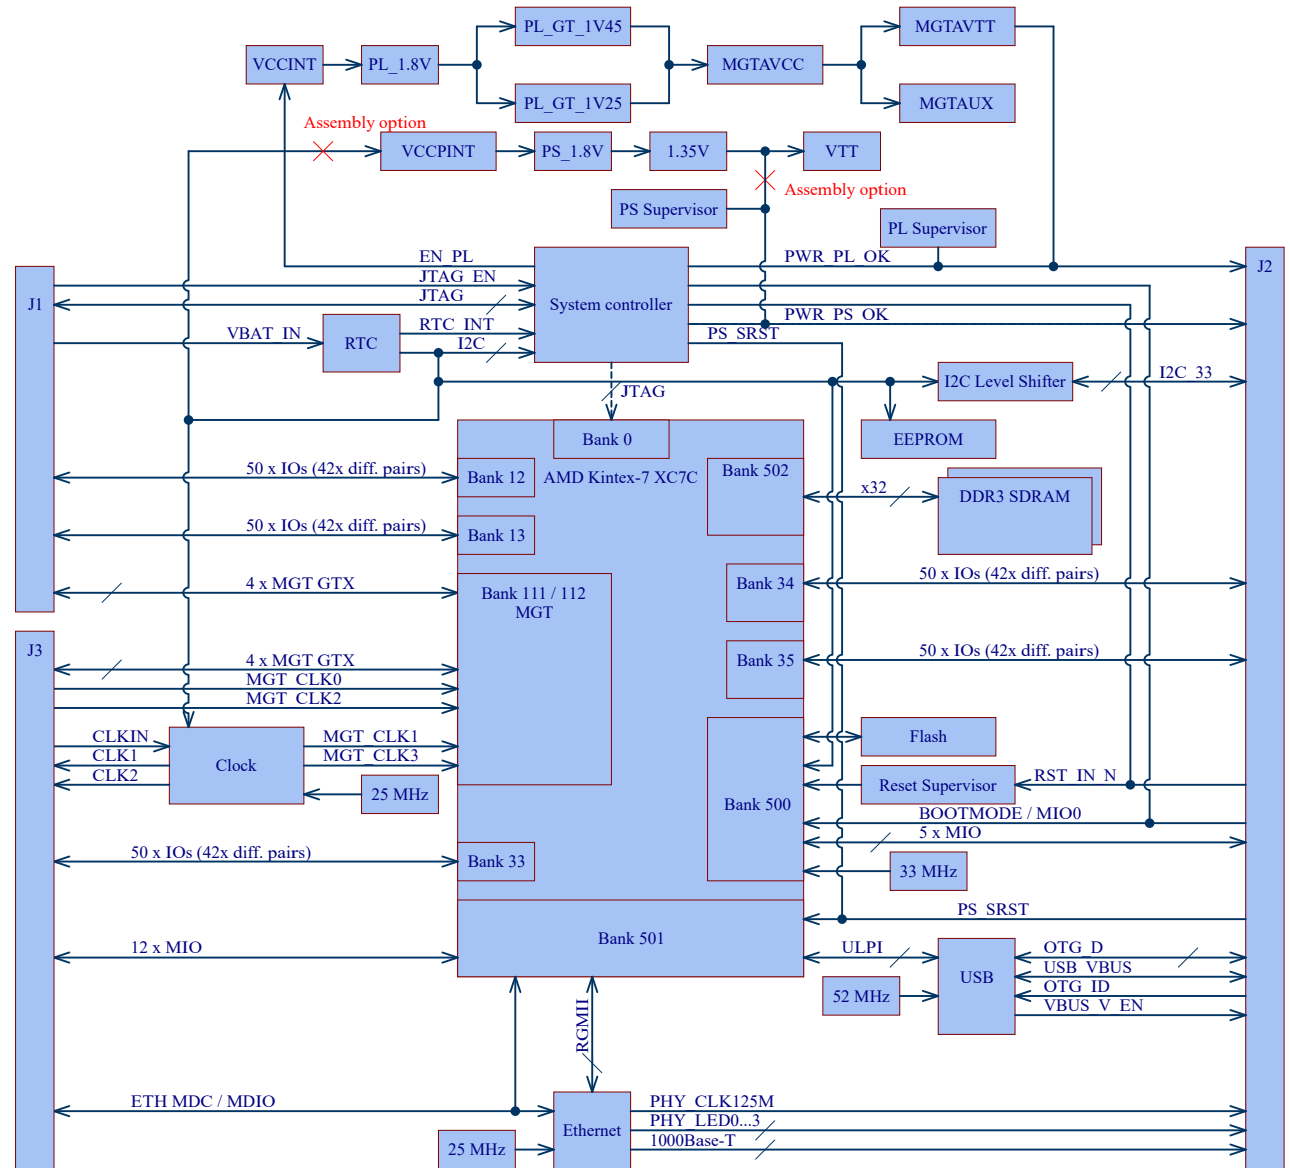 PL_GT_1V45
MGTAVTT
VCCINT
PL_1.8V
MGTAVCC
PL_GT_1V25
MGTAUX
Assembly option
VCCPINT
PS_1.8V
1.35V
VTT
Assembly option
PS Supervisor
PL Supervisor
EN_PL
PWR_PL_OK
J2
JTAG_EN
J1
JTAG
System controller
PWR_PS_OK
RTC_INT
VBAT_IN
RTC
I2C
PS_SRST
I2C_33
I2C Level Shifter
JTAG
Bank 0
EEPROM
50 x IOs (42x diff. pairs)
Bank 12
AMD Kintex-7 XC7C
Bank 502
x32
DDR3 SDRAM
50 x IOs (42x diff. pairs)
Bank 13
4 x MGT GTX
Bank 111 / 112
MGT
Bank 34
50 x IOs (42x diff. pairs)
J3
4 x MGT GTX
Bank 35
50 x IOs (42x diff. pairs)
MGT_CLK0
MGT_CLK2
CLKIN
MGT_CLK1
Flash
CLK1
Clock
MGT_CLK3
CLK2
25 MHz
Reset Supervisor
RST_IN_N
Bank 500
BOOTMODE / MIO0
5 x MIO
50 x IOs (42x diff. pairs)
Bank 33
33 MHz
PS_SRST
Bank 501
12 x MIO
ULPI
OTG_D
USB
USB_VBUS
52 MHz
OTG_ID
VBUS_V_EN
RGMII
ETH MDC / MDIO
PHY_CLK125M
Ethernet
PHY_LED0...3
25 MHz
1000Base-T